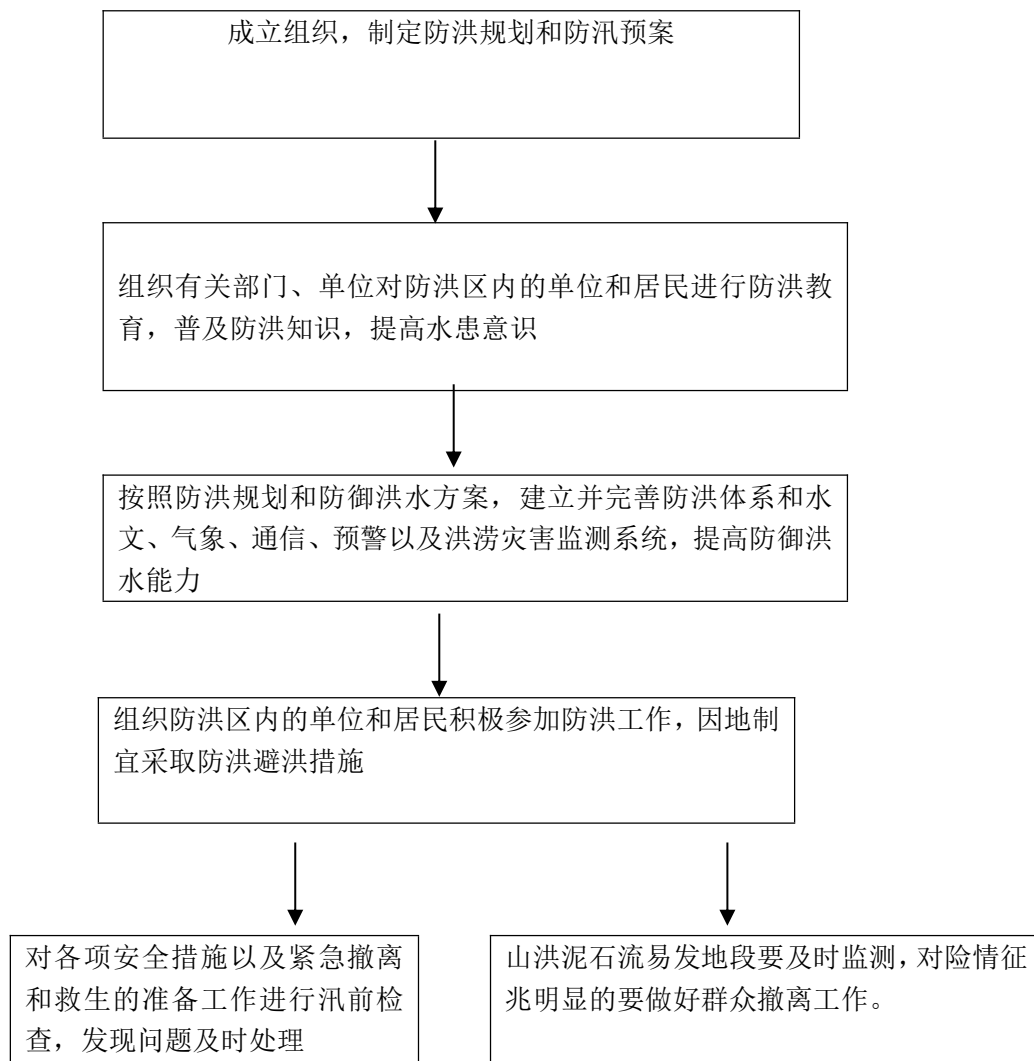 成立组织，制定防洪规划和防汛预案
组织有关部门、单位对防洪区内的单位和居民进行防洪教
育，普及防洪知识，提高水患意识
按照防洪规划和防御洪水方案，建立并完善防洪体系和水
文、气象、通信、预警以及洪涝灾害监测系统，提高防御洪
水能力
组织防洪区内的单位和居民积极参加防洪工作，因地制
宜采取防洪避洪措施
对各项安全措施以及紧急撤离
和救生的准备工作进行汛前检
查，发现问题及时处理
山洪泥石流易发地段要及时监测，对险情征
兆明显的要做好群众撤离工作。